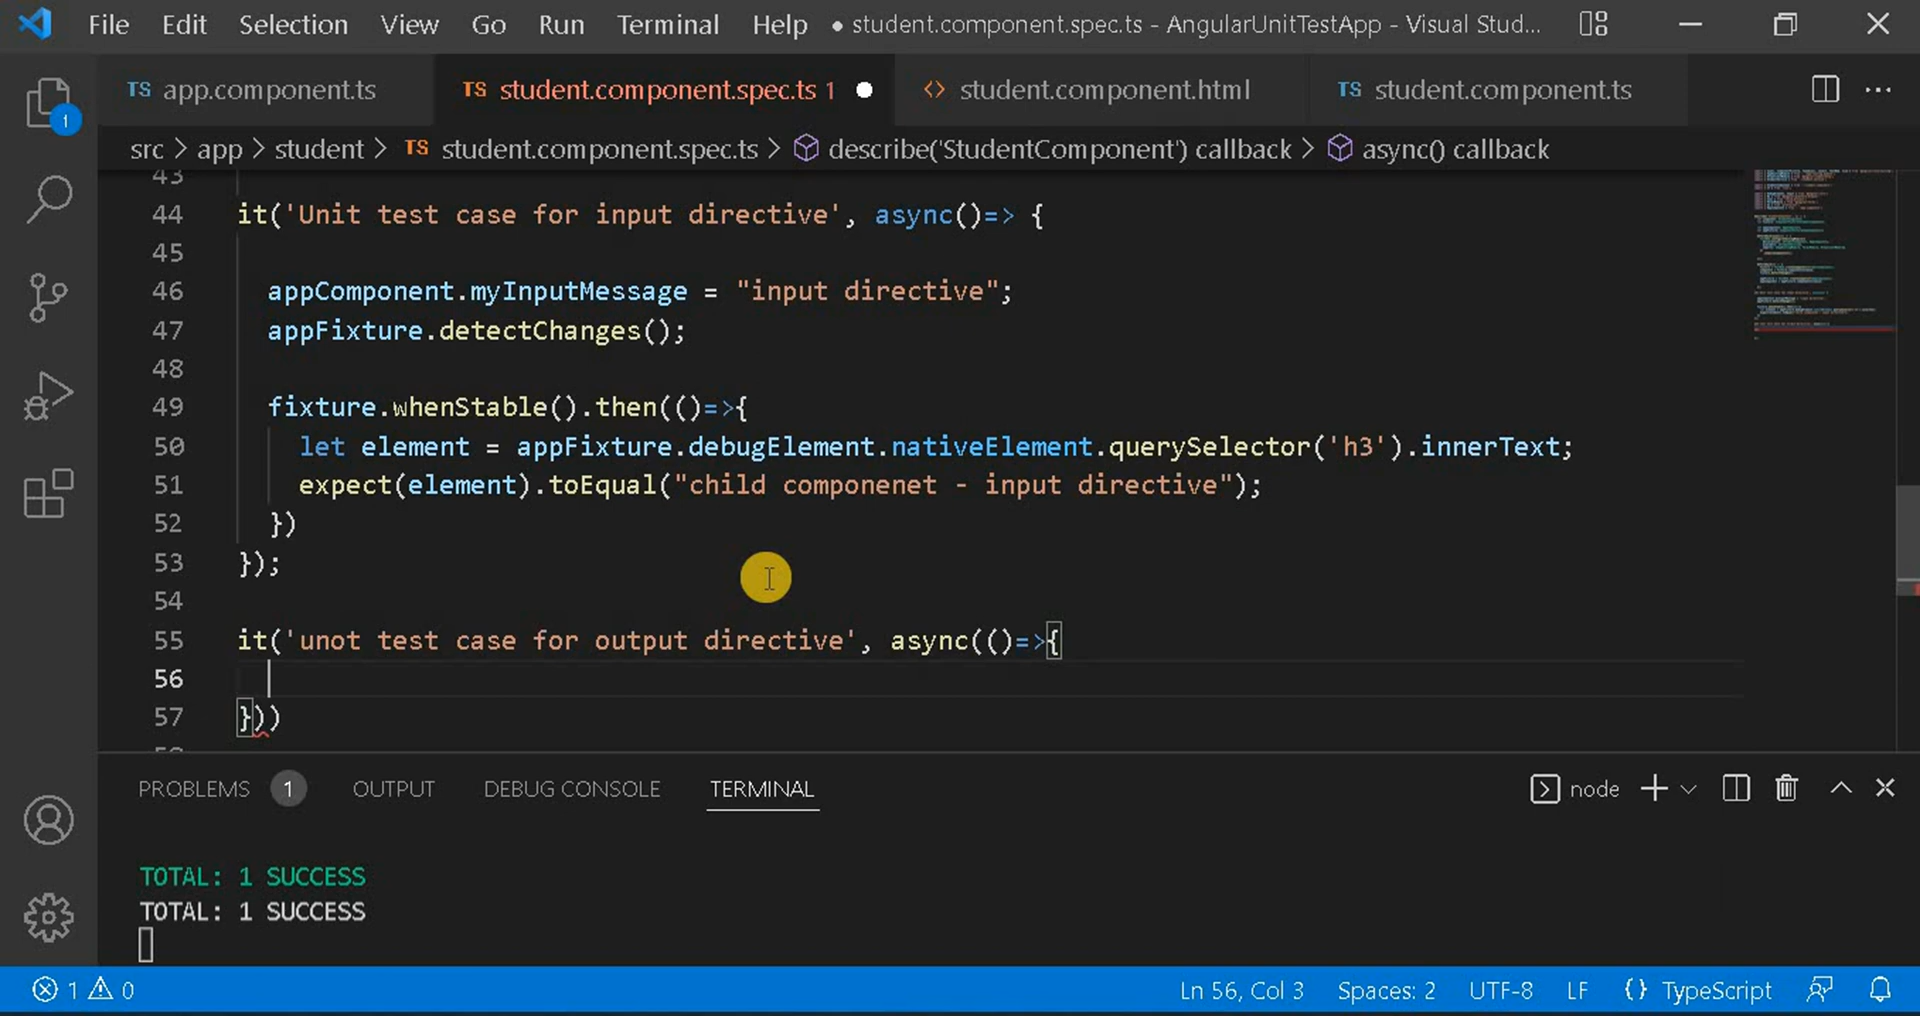 File Edit Selection View Go Run Terminal Help ● student.component.spec.ts - AngularUnitTestApp - Visual Stud...
TS app.component.ts TS student.component.spec.ts 1 ● <> student.component.html TS student.component.ts ...
1
src > app > student > TS student.component.spec.ts > describe('StudentComponent') callback > async() callback
43
44 it('Unit test case for input directive', async()=> {
45
46 appComponent.myInputMessage = "input directive";
47 appFixture.detectChanges();
48
49 fixture.whenStable().then(()=>{
50 let element = appFixture.debugElement.nativeElement.querySelector('h3').innerText;
51 expect(element).toEqual("child componenet - input directive");
52 })
53 });
54
55 it('unot test case for output directive', async(()=>{
56
57 }))
PROBLEMS 1 OUTPUT DEBUG CONSOLE TERMINAL node
TOTAL: 1 SUCCESS
TOTAL: 1 SUCCESS
1 0 Ln 56, Col 3 Spaces: 2 UTF-8 LF {} TypeScript